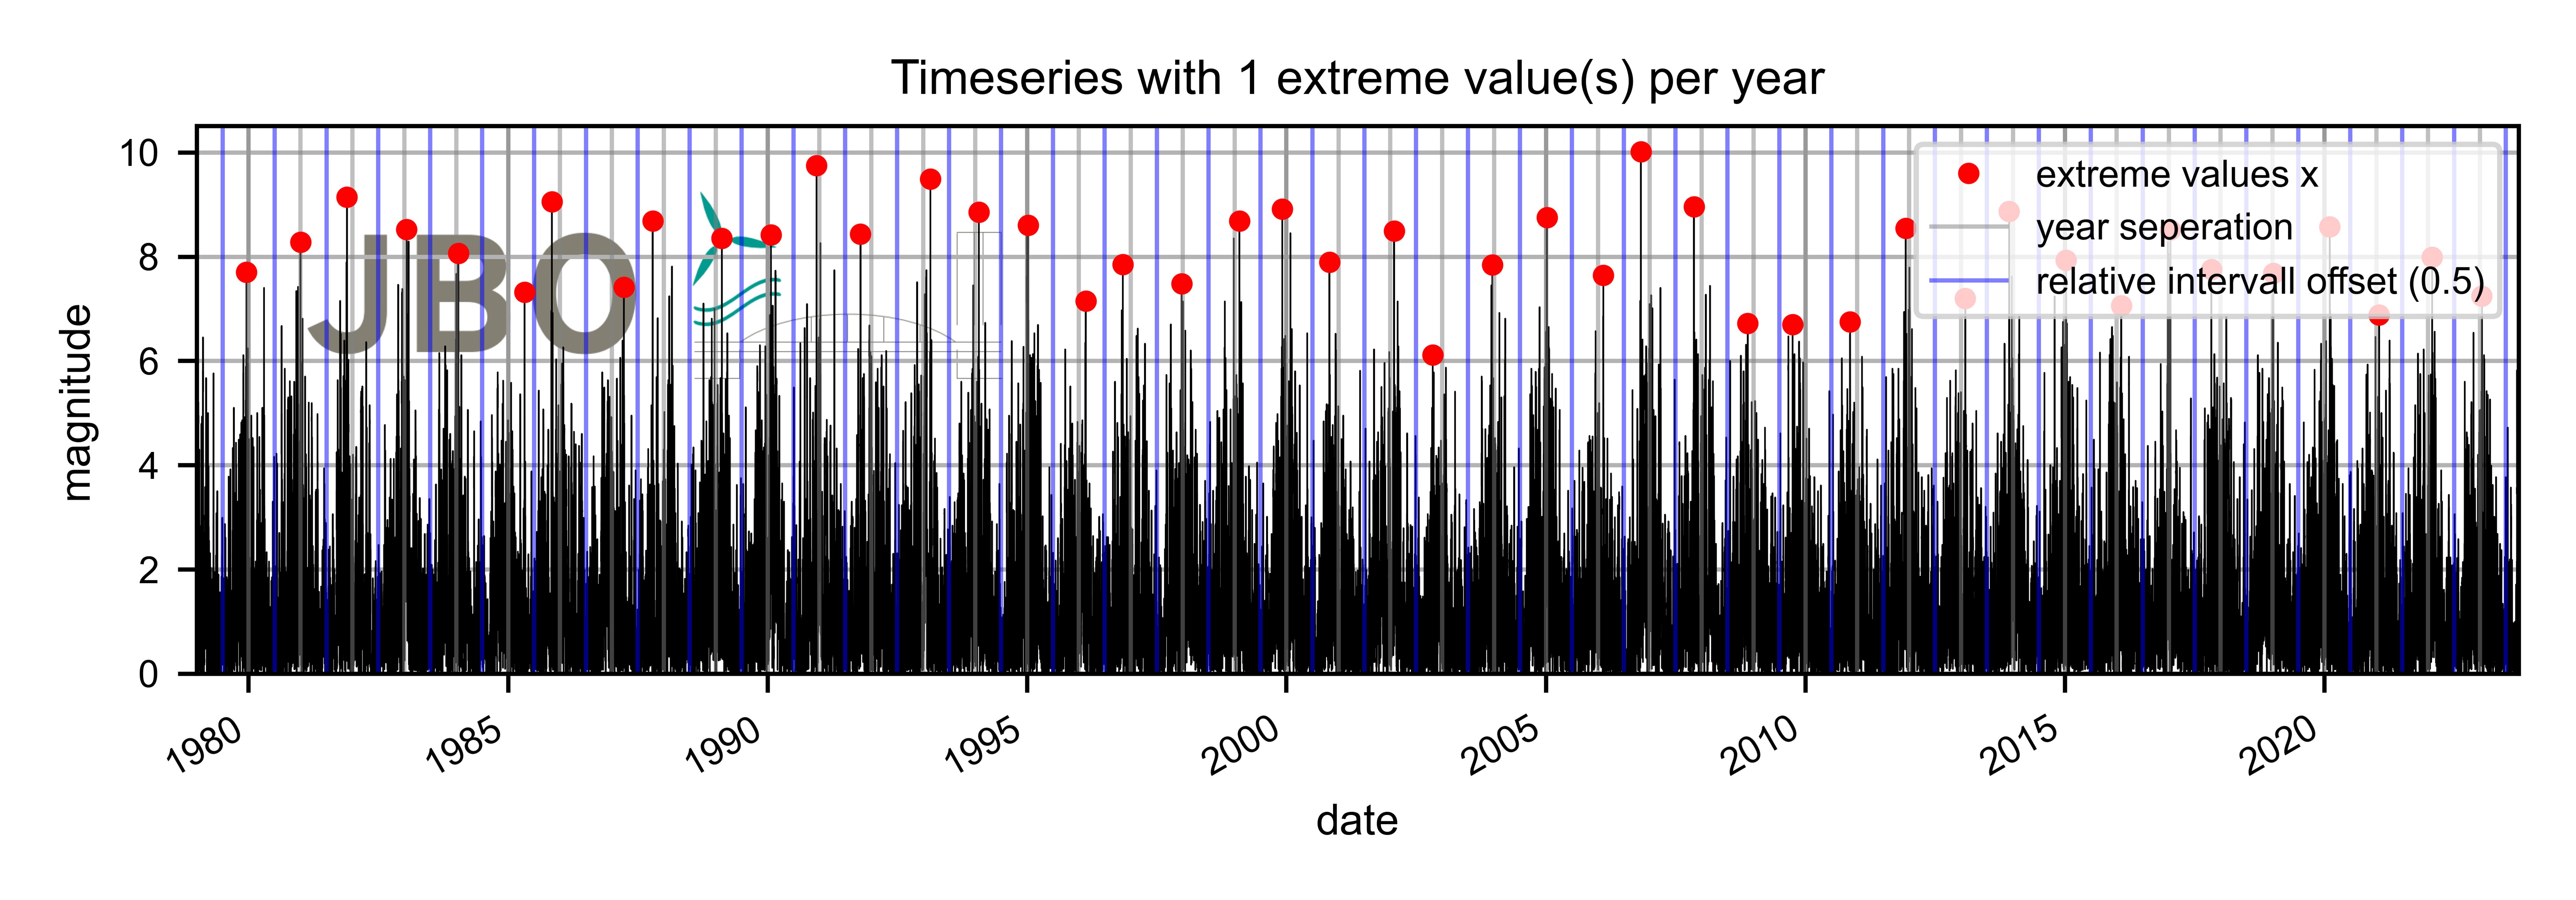 Timeseries with 1 extreme value(s) per year
magnitude
10
8
6
4
2
0
JBO
extreme values x
year seperation
relative intervall offset (0.5)
1980
1985
1990
1995
2000
2005
2010
2015
2020
date